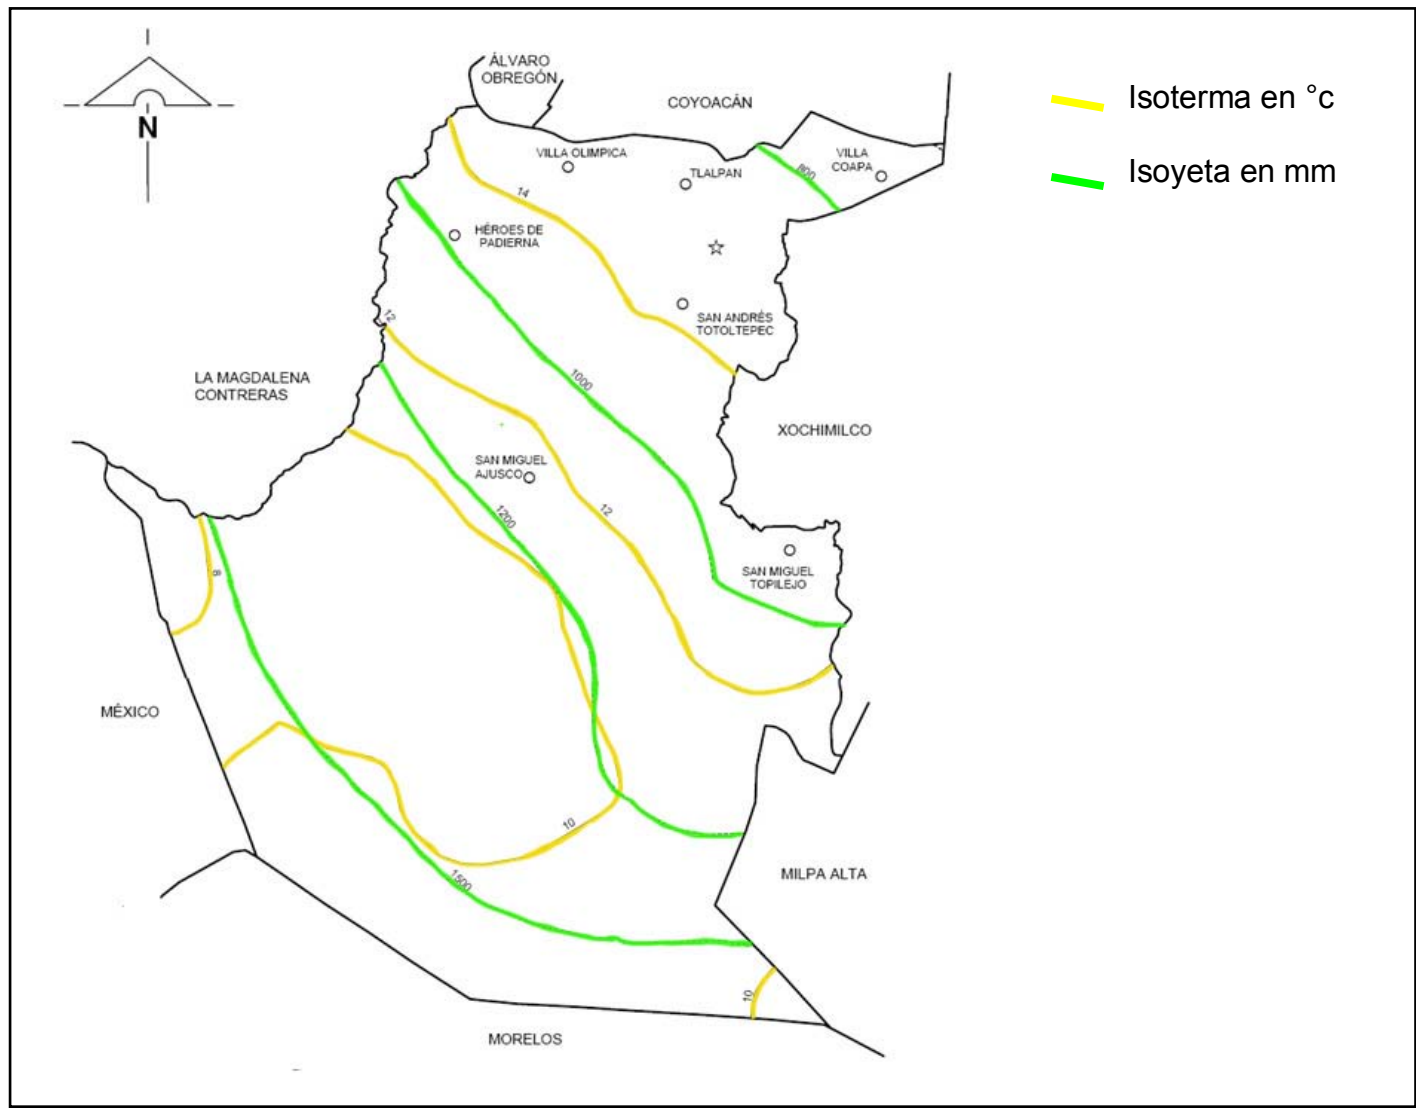 ÁLVARO
OBREGÓN
COYOACÁN
Isoterma en °c
N
VILLA OLIMPICA
VILLA
COAPA
800
TLALPAN
Isoyeta en mm
14
HÉROES DE
PADIERNA
12
SAN ANDRÉS
TOTOLTEPEC
LA MAGDALENA
CONTRERAS
1000
XOCHIMILCO
SAN MIGUEL
AJUSCO
1200
12
8
SAN MIGUEL
TOPILEJO
MÉXICO
10
1500
MILPA ALTA
10
MORELOS